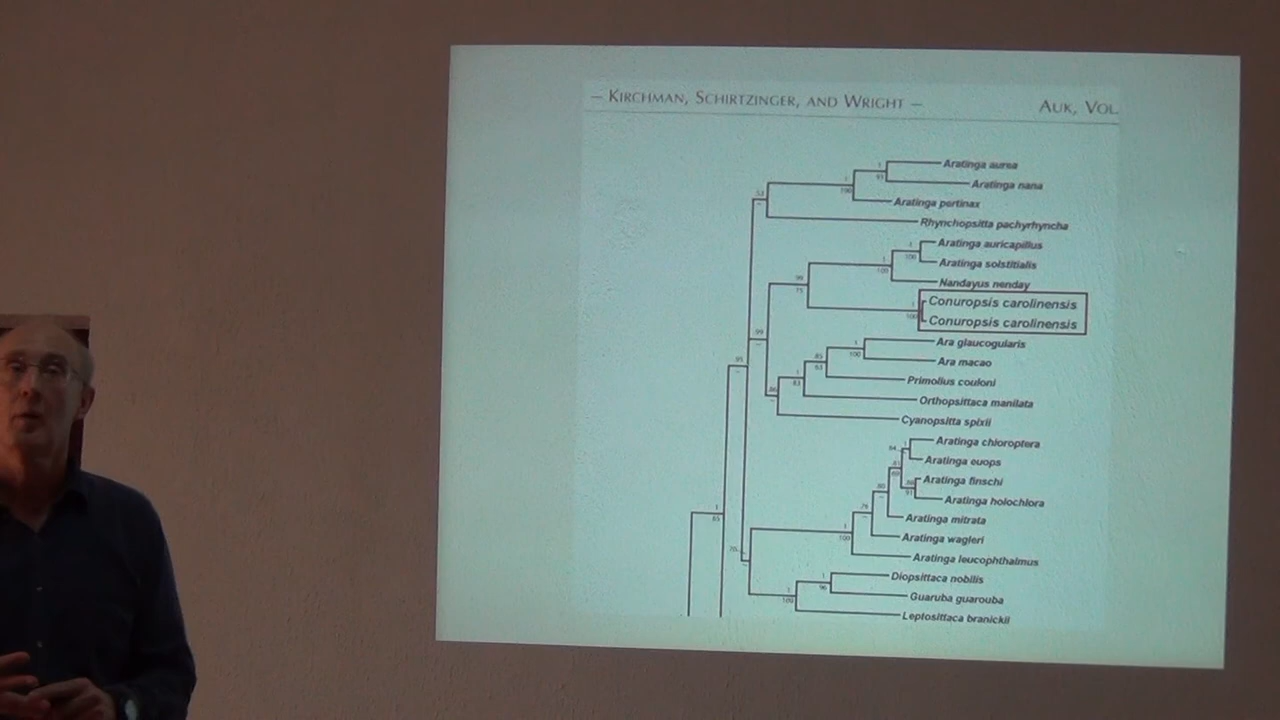 – KIRCHMAN, SCHIRTZINGER, AND WRIGHT –
AUK, VOL.
Aratinga aurea
Aratinga nana
Aratinga pertinax
Rhynchopsitta pachyrhyncha
Aratinga auricapillus
Aratinga solstitialis
Nandayus nenday
Conuropsis carolinensis
Conuropsis carolinensis
Ara glaucogularis
Ara macao
Primolius couloni
Orthopsittaca manilata
Cyanopsitta spixii
Aratinga chloroptera
Aratinga euops
Aratinga finschi
Aratinga holochlora
Aratinga mitrata
Aratinga wagleri
Aratinga leucophthalmus
Diopsittaca nobilis
Guaruba guarouba
Leptosittaca branickii